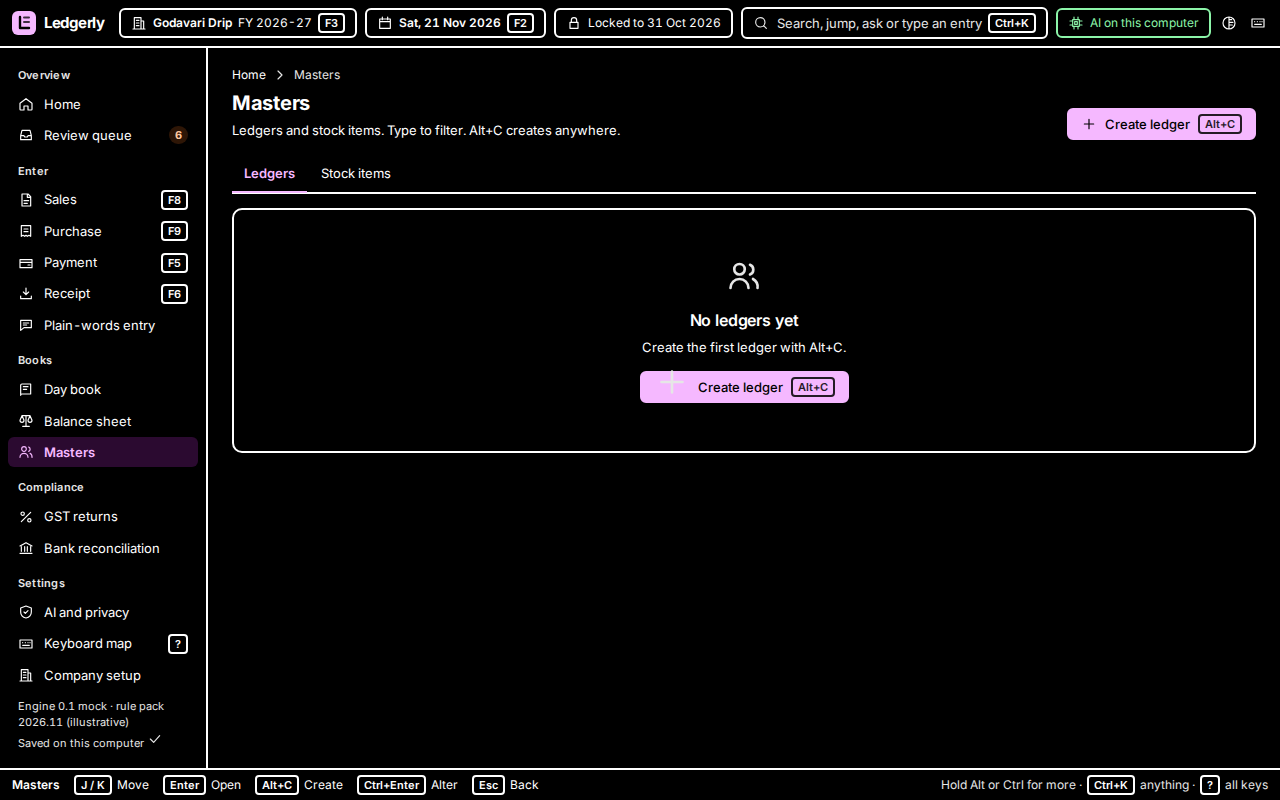 Ledgerly
Godavari Drip FY 2026-27 F3
Sat, 21 Nov 2026 F2
Locked to 31 Oct 2026
Search, jump, ask or type an entry Ctrl+K
AI on this computer
Overview
Home
Review queue 6
Enter
Sales F8
Purchase F9
Payment F5
Receipt F6
Plain-words entry
Books
Day book
Balance sheet
Masters
Compliance
GST returns
Bank reconciliation
Settings
AI and privacy
Keyboard map ?
Company setup
Engine 0.1 mock · rule pack
2026.11 (illustrative)
Saved on this computer
Home Masters
Masters
Ledgers and stock items. Type to filter. Alt+C creates anywhere.
Create ledger Alt+C
Ledgers Stock items
No ledgers yet
Create the first ledger with Alt+C.
Create ledger Alt+C
Masters J / K Move Enter Open Alt+C Create Ctrl+Enter Alter Esc Back
Hold Alt or Ctrl for more · Ctrl+K anything · ? all keys